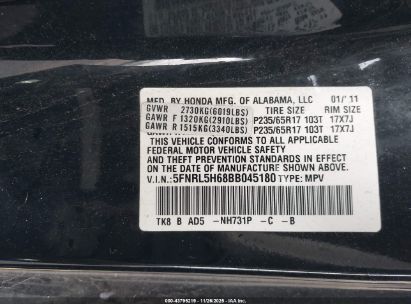 MFD. BY HONDA MFG. OF ALABAMA, LLC 01/'11
GVWR 2730KG(6019LBS) TIRE SIZE RIM SIZE
GAWR F 1320KG(2910LBS) P235/65R17 103T 17X7J
GAWR R 1515KG(3340LBS) P235/65R17 103T 17X7J
THIS VEHICLE CONFORMS TO ALL APPLICABLE
FEDERAL MOTOR VEHICLE SAFETY
AND THEFT PREVENTION STANDARDS IN
EFFECT ON THE DATE OF MANUFACTURE
SHOWN ABOVE.
V.I.N.: 5FNRL5H68BB045180 TYPE: MPV
TK8 B AD5 -NH731P -C -B